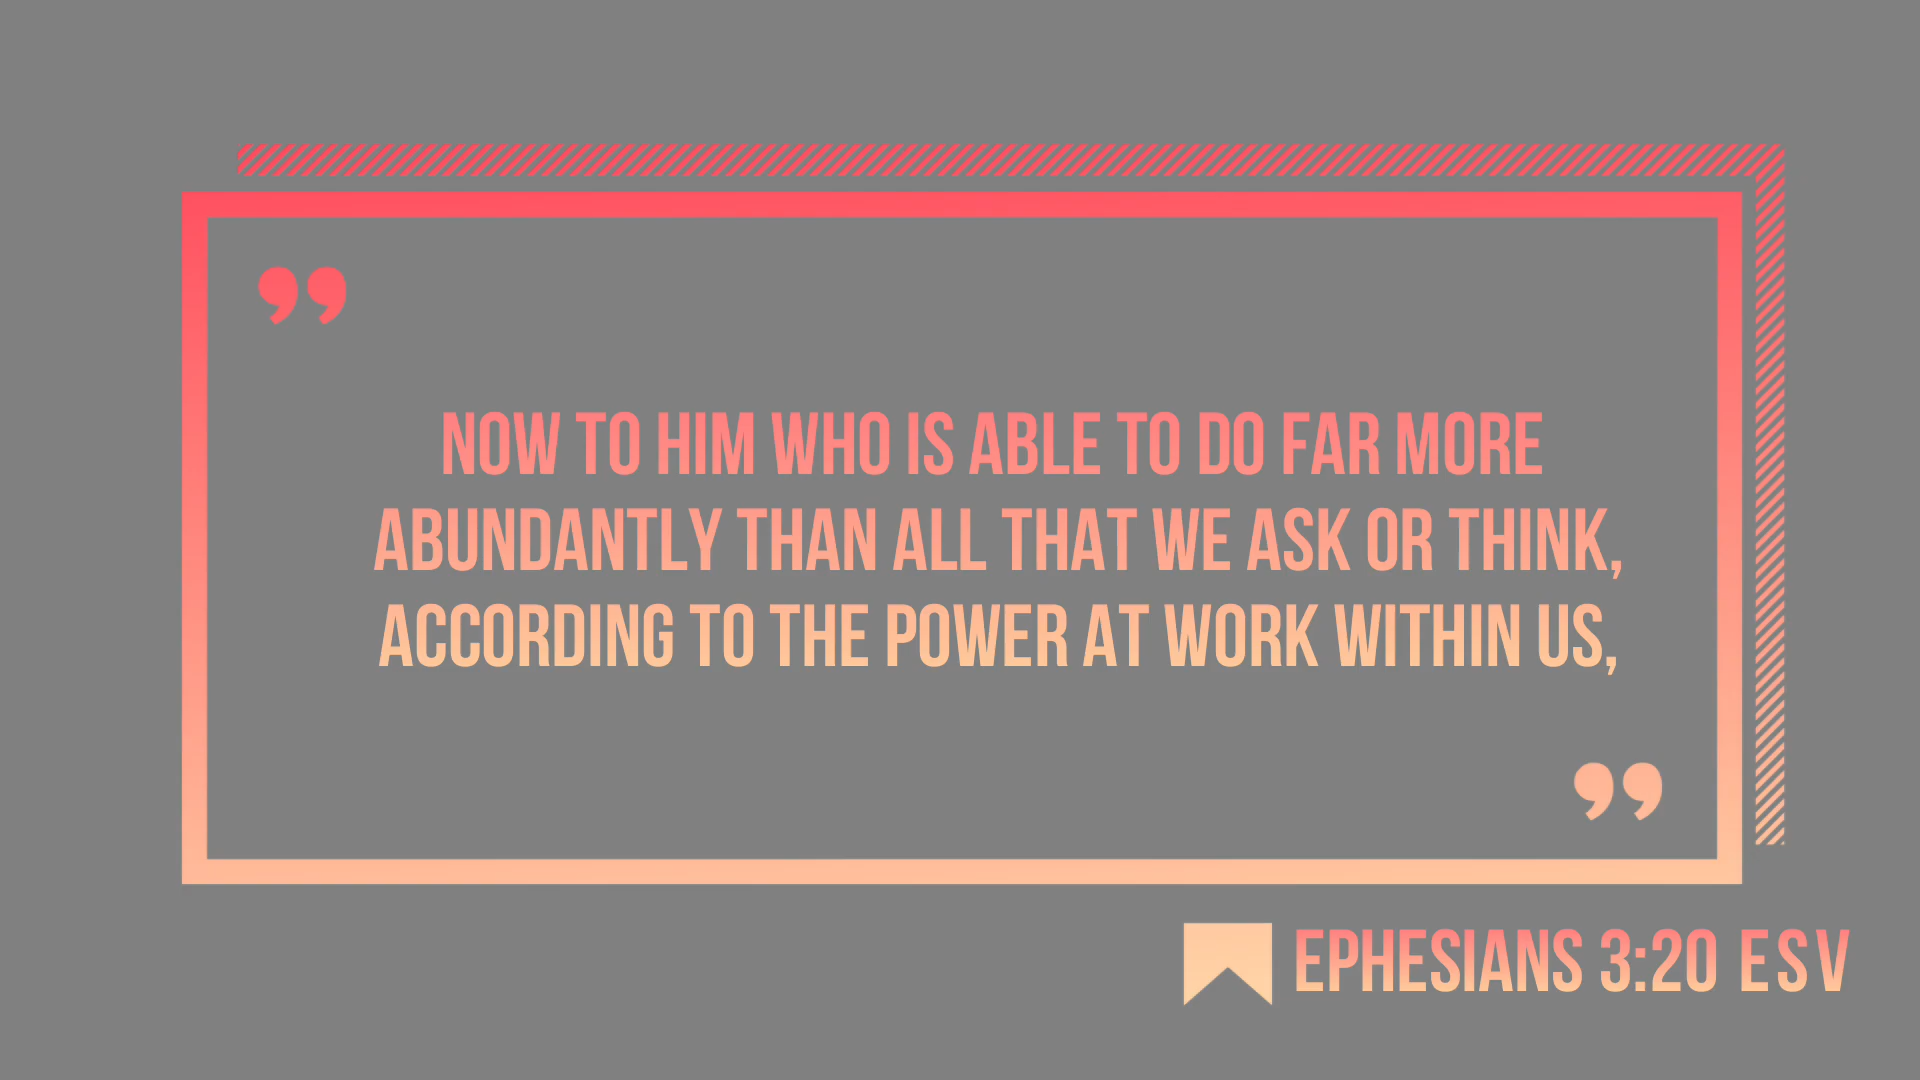 ”
NOW TO HIM WHO IS ABLE TO DO FAR MORE
ABUNDANTLY THAN ALL THAT WE ASK OR THINK,
ACCORDING TO THE POWER AT WORK WITHIN US,
”
EPHESIANS 3:20 ESV